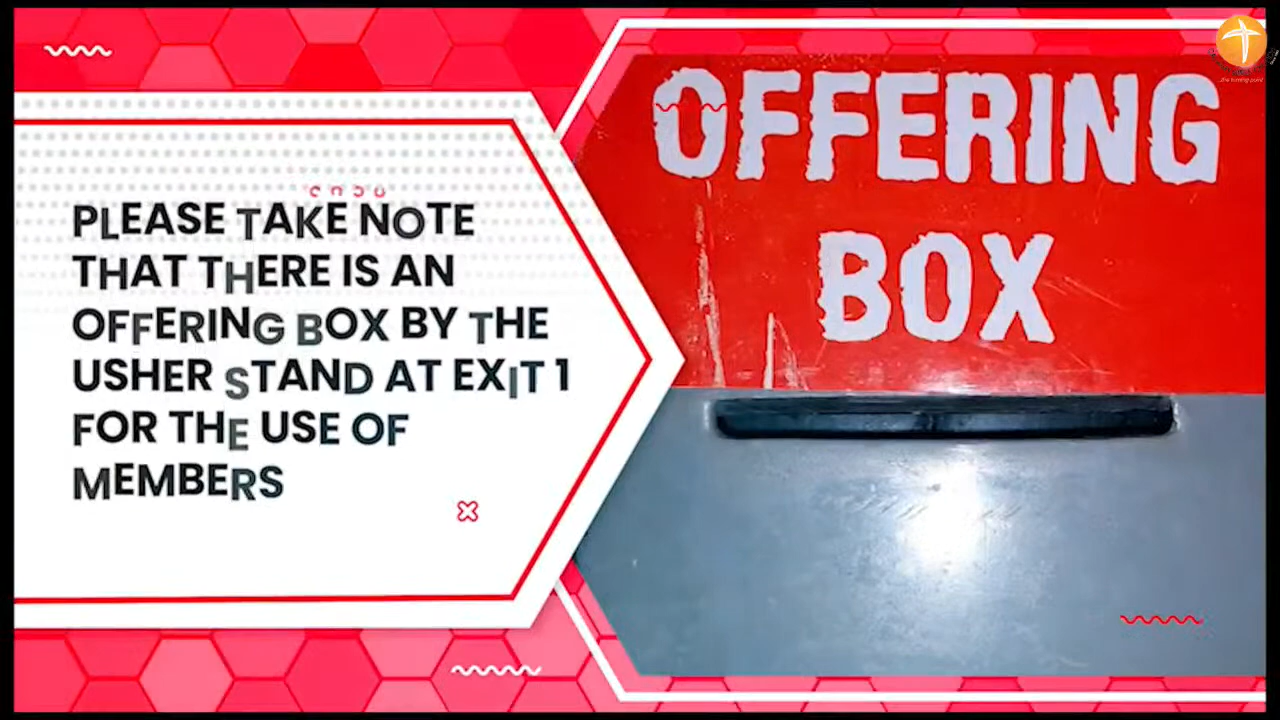 PLEASE TAKE NOTE
THAT THERE IS AN
OFFERING BOX BY THE
USHER STAND AT EXIT 1
FOR THE USE OF
MEMBERS
OFFERING
BOX